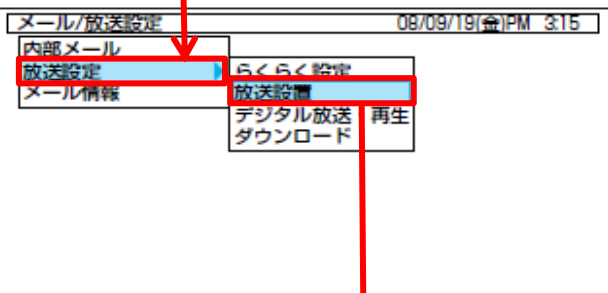 メール/放送設定 08/09/19(金)PM 3:15
内部メール
放送設定
メール情報
らくらく設定
放送設置
デジタル放送・再生
ダウンロード